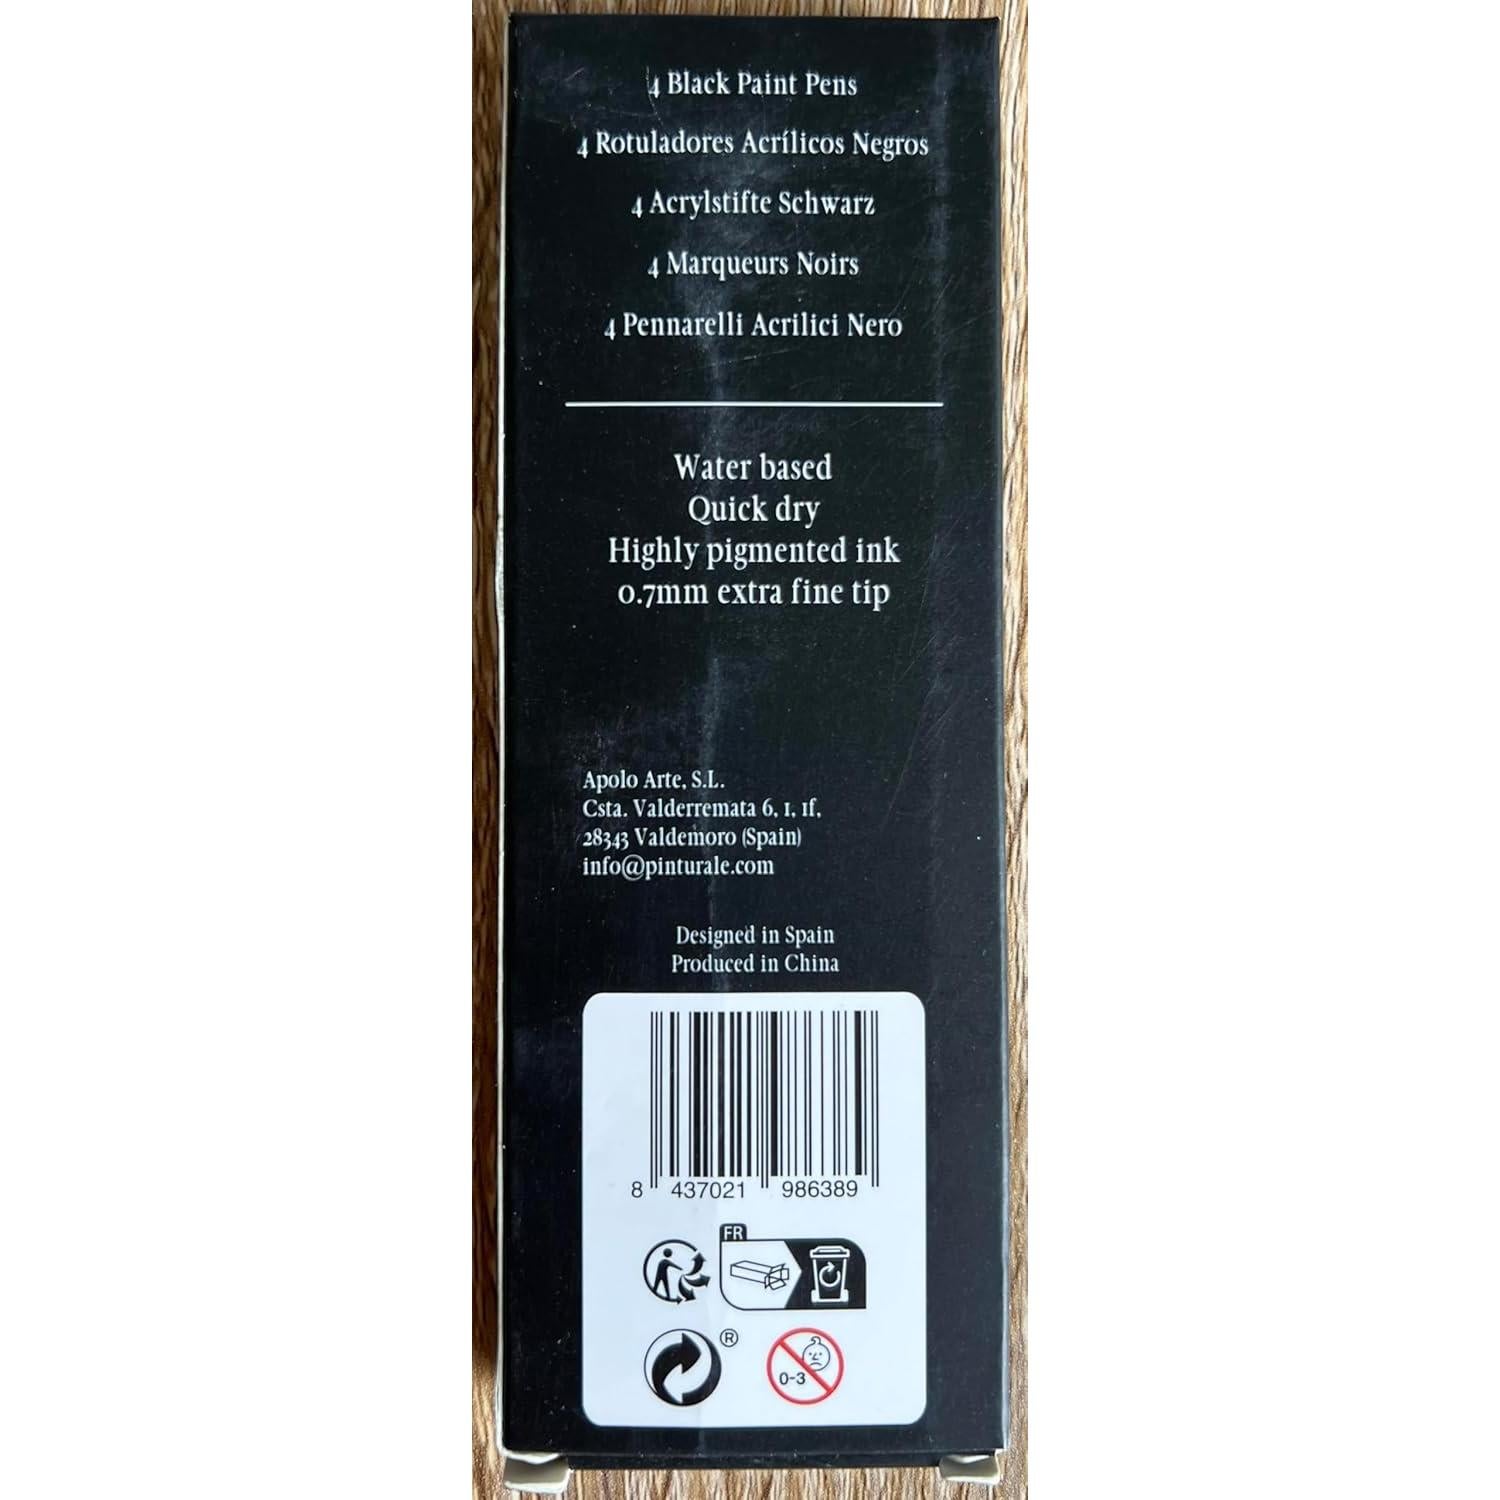 4 Black Paint Pens
4 Rotuladores Acrílicos Negros
4 Acrylstifte Schwarz
4 Marqueurs Noirs
4 Pennarelli Acrilici Nero
Water based
Quick dry
Highly pigmented ink
0.7mm extra fine tip
Apolo Arte, S.L.
Csta. Valderremata 6, 1, 1f,
28343 Valdemoro (Spain)
info@pinturale.com
Designed in Spain
Produced in China
8 437021 986389
FR
®
0-3